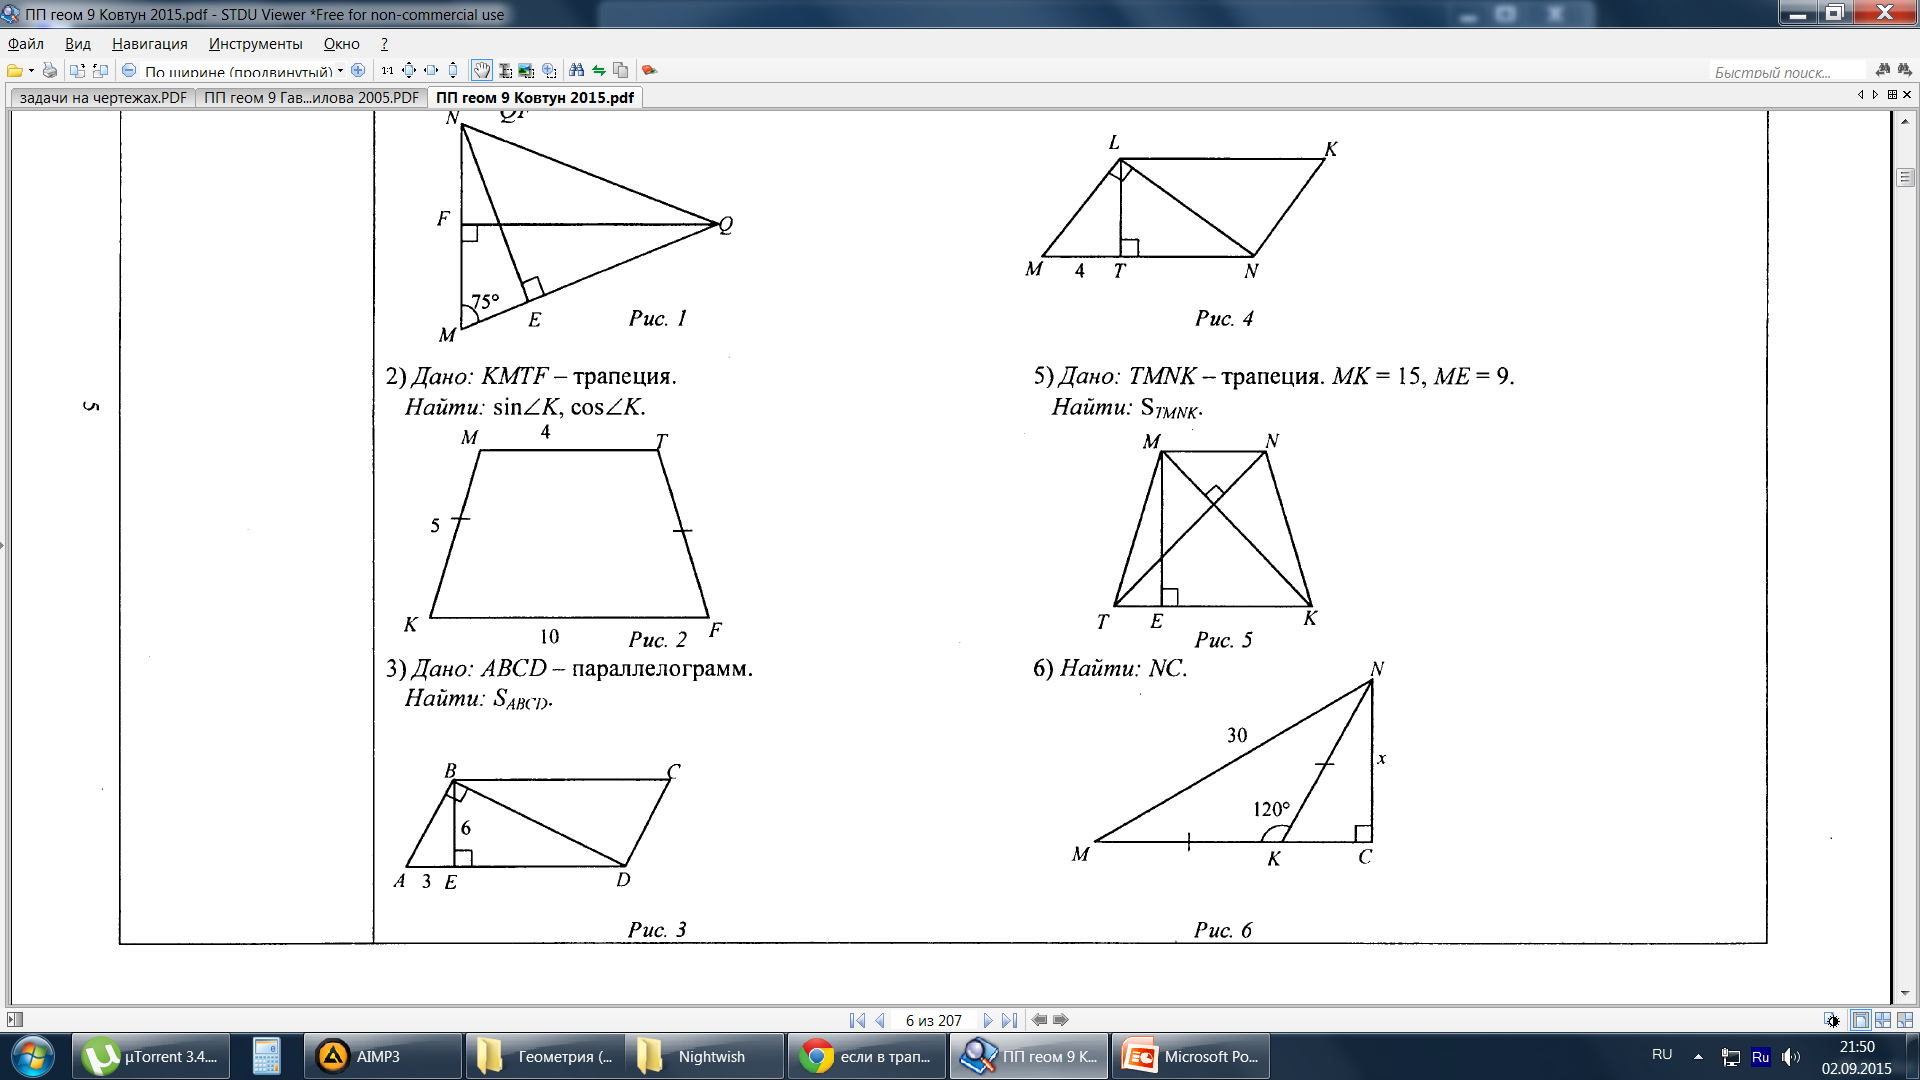 ПП геом 9 Ковтун 2015.pdf - STDU Viewer *Free for non-commercial use
Файл Вид Навигация Инструменты Окно ?
По ширине (продвинутый) 1:1 Быстрый поиск...
задачи на чертежах.PDF ПП геом 9 Гав...илова 2005.PDF ПП геом 9 Ковтун 2015.pdf
N
F
Q
75°
M
E
Рис. 1
L
K
M 4 T N
Рис. 4
2) Дано: KMTF – трапеция.
Найти: sin∠K, cos∠K.
M 4 T
5
K
10
F
Рис. 2
5) Дано: TMNK – трапеция. MK = 15, ME = 9.
Найти: S_TMNK.
M N
T E K
Рис. 5
3) Дано: ABCD – параллелограмм.
Найти: S_ABCD.
B C
6
A 3 E D
Рис. 3
6) Найти: NC.
N
30
x
120°
M K C
Рис. 6
5
6 из 207
µTorrent 3.4.... AIMP3 Геометрия (... Nightwish если в трап... ПП геом 9 К... Microsoft Po... RU Ru 21:50
02.09.2015